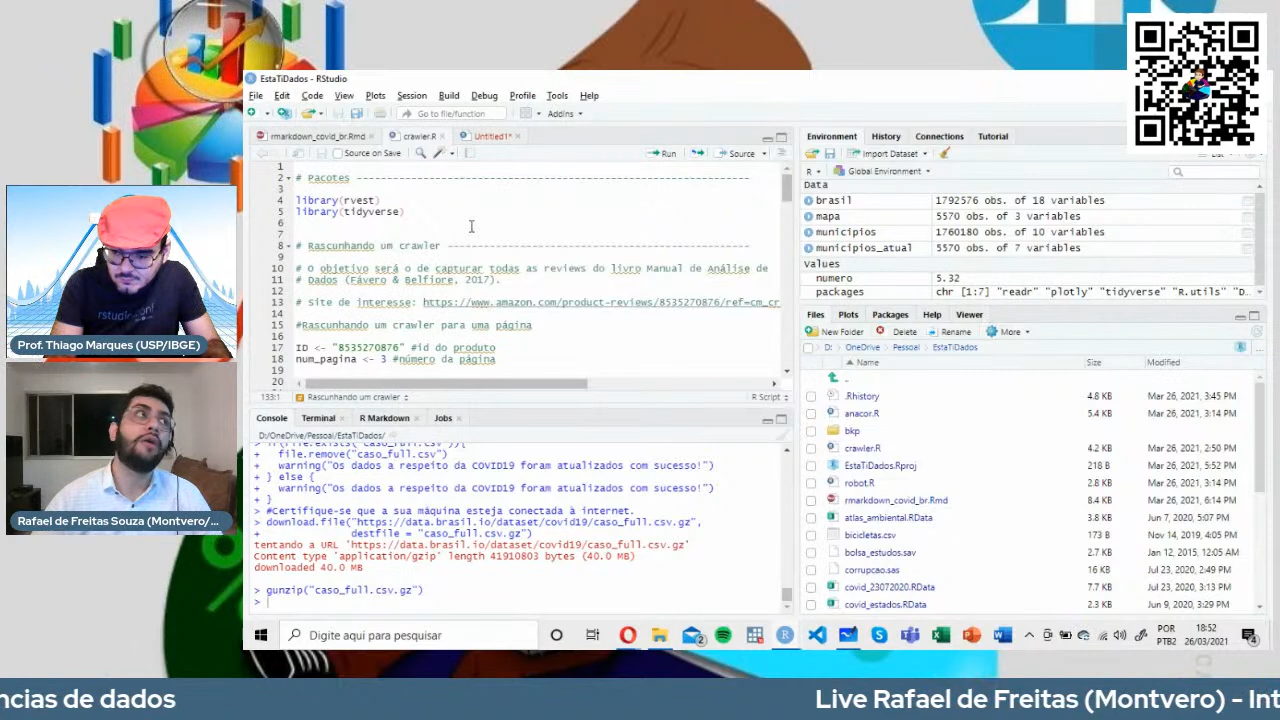 EstaTiDados - RStudio
File Edit Code View Plots Session Build Debug Profile Tools Help
Go to file/function
Addins
rmarkdown_covid_br.Rmd
crawler.R
Untitled1*
Source on Save
Run
Source
1
2 # Pacotes
3
4 library(rvest)
5 library(tidyverse)
6
7
8 # Rascunhando um crawler
9
10 # O objetivo será o de capturar todas as reviews do livro Manual de Análise de
11 # Dados (Fávero & Belfiore, 2017).
12
13 # Site de interesse: https://www.amazon.com/product-reviews/8535270876/ref=cm_cr
14
15 #Rascunhando um crawler para uma página
16
17 ID <- "8535270876" #id do produto
18 num_pagina <- 3 #número da página
19
20
133:1 Rascunhando um crawler
R Script
Console Terminal R Markdown Jobs
D:/OneDrive/Pessoal/EstaTiDados/
> if(file.exists("caso_full.csv")){
+ file.remove("caso_full.csv")
+ warning("Os dados a respeito da COVID19 foram atualizados com sucesso!")
+ } else {
+ warning("Os dados a respeito da COVID19 foram atualizados com sucesso!")
+ }
> #Certifique-se que a sua máquina esteja conectada à internet.
> download.file("https://data.brasil.io/dataset/covid19/caso_full.csv.gz",
+ destfile = "caso_full.csv.gz")
tentando a URL 'https://data.brasil.io/dataset/covid19/caso_full.csv.gz'
Content type 'application/gzip' length 41910803 bytes (40.0 MB)
downloaded 40.0 MB
> gunzip("caso_full.csv.gz")
>
Environment History Connections Tutorial
Import Dataset
R Global Environment
Data
brasil 1792576 obs. of 18 variables
mapa 5570 obs. of 3 variables
municipios 1760180 obs. of 10 variables
municipios_atual 5570 obs. of 7 variables
Values
numero 5.32
packages chr [1:7] "readr" "plotly" "tidyverse" "R.utils" "D…
Files Plots Packages Help Viewer
New Folder Delete Rename More
D: OneDrive Pessoal EstaTiDados
Name Size Modified
..
.Rhistory 4.8 KB Mar 26, 2021, 3:45 PM
anacor.R 5.4 KB Mar 26, 2021, 3:14 PM
bkp
crawler.R 4.2 KB Mar 26, 2021, 2:50 PM
EstaTiDados.Rproj 218 B Mar 26, 2021, 5:52 PM
robot.R 2.8 KB Mar 26, 2021, 3:14 PM
rmarkdown_covid_br.Rmd 8.4 KB Mar 26, 2021, 6:14 PM
atlas_ambiental.RData 3.8 KB Jun 7, 2020, 5:07 PM
bicicletas.csv 173 B Nov 14, 2019, 4:05 PM
bolsa_estudos.sav 2.7 KB Jan 12, 2015, 12:05 AM
corrupcao.sas 16 KB Jul 23, 2020, 2:49 PM
covid_23072020.RData 7.7 KB Jul 23, 2020, 3:13 PM
covid_estados.RData 2.3 KB Jun 9, 2020, 3:29 PM
Digite aqui para pesquisar
POR
PTB2
18:52
26/03/2021
Prof. Thiago Marques (USP/IBGE)
Rafael de Freitas Souza (Montvero/...
ncias de dados
Live Rafael de Freitas (Montvero) - Int